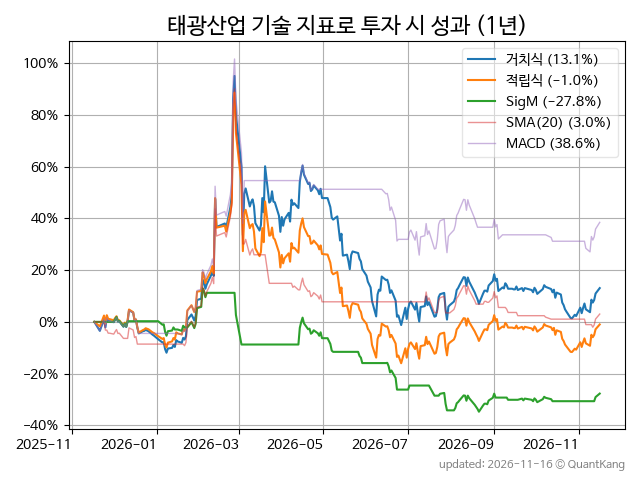 태광산업 기술 지표로 투자 시 성과 (1년)
거치식 (13.1%)
적립식 (−1.0%)
SigM (−27.8%)
SMA(20) (3.0%)
MACD (38.6%)
100%
80%
60%
40%
20%
0%
−20%
−40%
2025-11
2026-01
2026-03
2026-05
2026-07
2026-09
2026-11
updated: 2026-11-16 © QuantKang